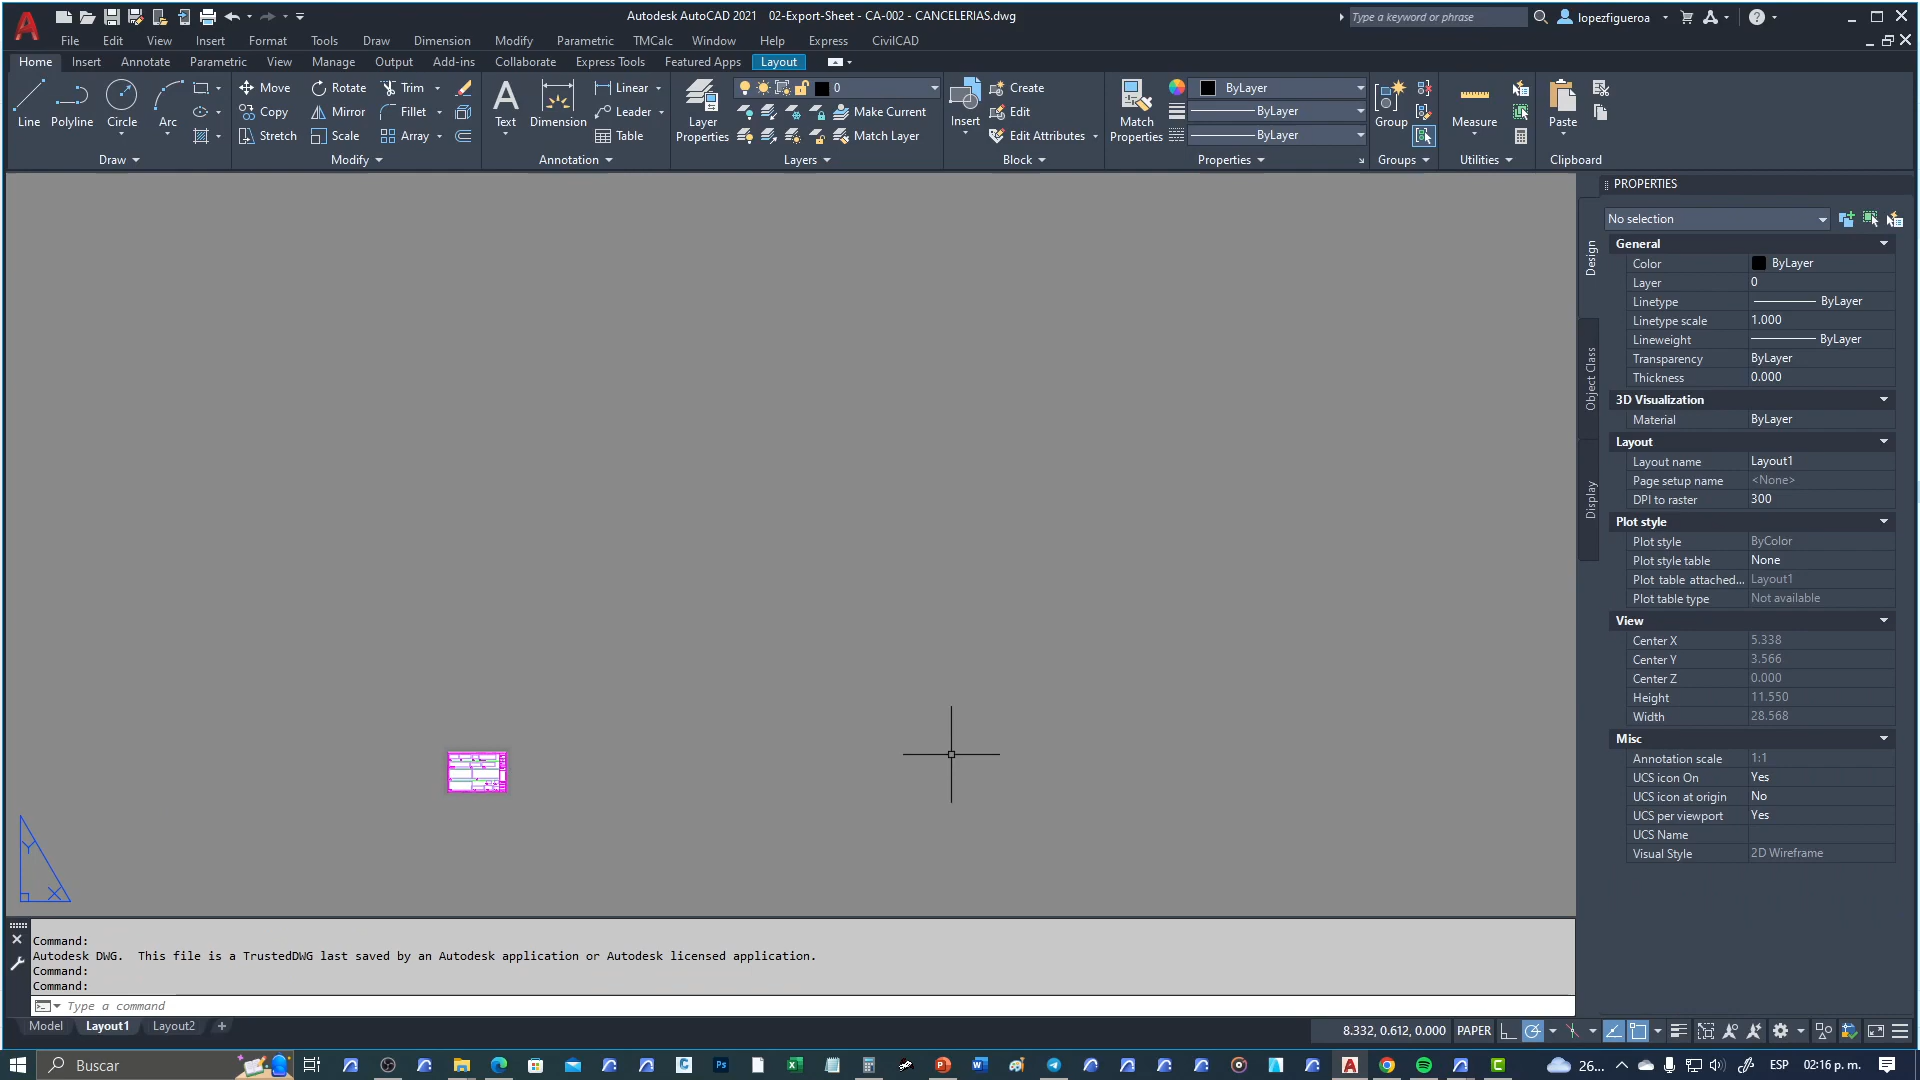 Autodesk AutoCAD 2021 02-Export-Sheet - CA-002 - CANCELERIAS.dwg
Type a keyword or phrase
lopezfigueroa
File Edit View Insert Format Tools Draw Dimension Modify Parametric TMCalc Window Help Express CivilCAD
Home Insert Annotate Parametric View Manage Output Add-ins Collaborate Express Tools Featured Apps Layout
Line
Polyline
Circle
Arc
Draw
Move Rotate Trim
Copy Mirror Fillet
Stretch Scale Array
Modify
Text
Dimension
Linear
Leader
Table
Annotation
Layer
Properties
0
Make Current
Match Layer
Layers
Insert
Create
Edit
Edit Attributes
Block
Match
Properties
ByLayer
ByLayer
ByLayer
Properties
Group
Groups
Measure
Utilities
Paste
Clipboard
PROPERTIES
No selection
Design
Object Class
Display
General
Color ByLayer
Layer 0
Linetype ByLayer
Linetype scale 1.000
Lineweight ByLayer
Transparency ByLayer
Thickness 0.000
3D Visualization
Material ByLayer
Layout
Layout name Layout1
Page setup name <None>
DPI to raster 300
Plot style
Plot style ByColor
Plot style table None
Plot table attached... Layout1
Plot table type Not available
View
Center X 5.338
Center Y 3.566
Center Z 0.000
Height 11.550
Width 28.568
Misc
Annotation scale 1:1
UCS icon On Yes
UCS icon at origin No
UCS per viewport Yes
UCS Name
Visual Style 2D Wireframe
Y
X
Command:
Autodesk DWG. This file is a TrustedDWG last saved by an Autodesk application or Autodesk licensed application.
Command:
Command:
Type a command
Model Layout1 Layout2 +
8.332, 0.612, 0.000 PAPER
Buscar
26... ESP 02:16 p. m.